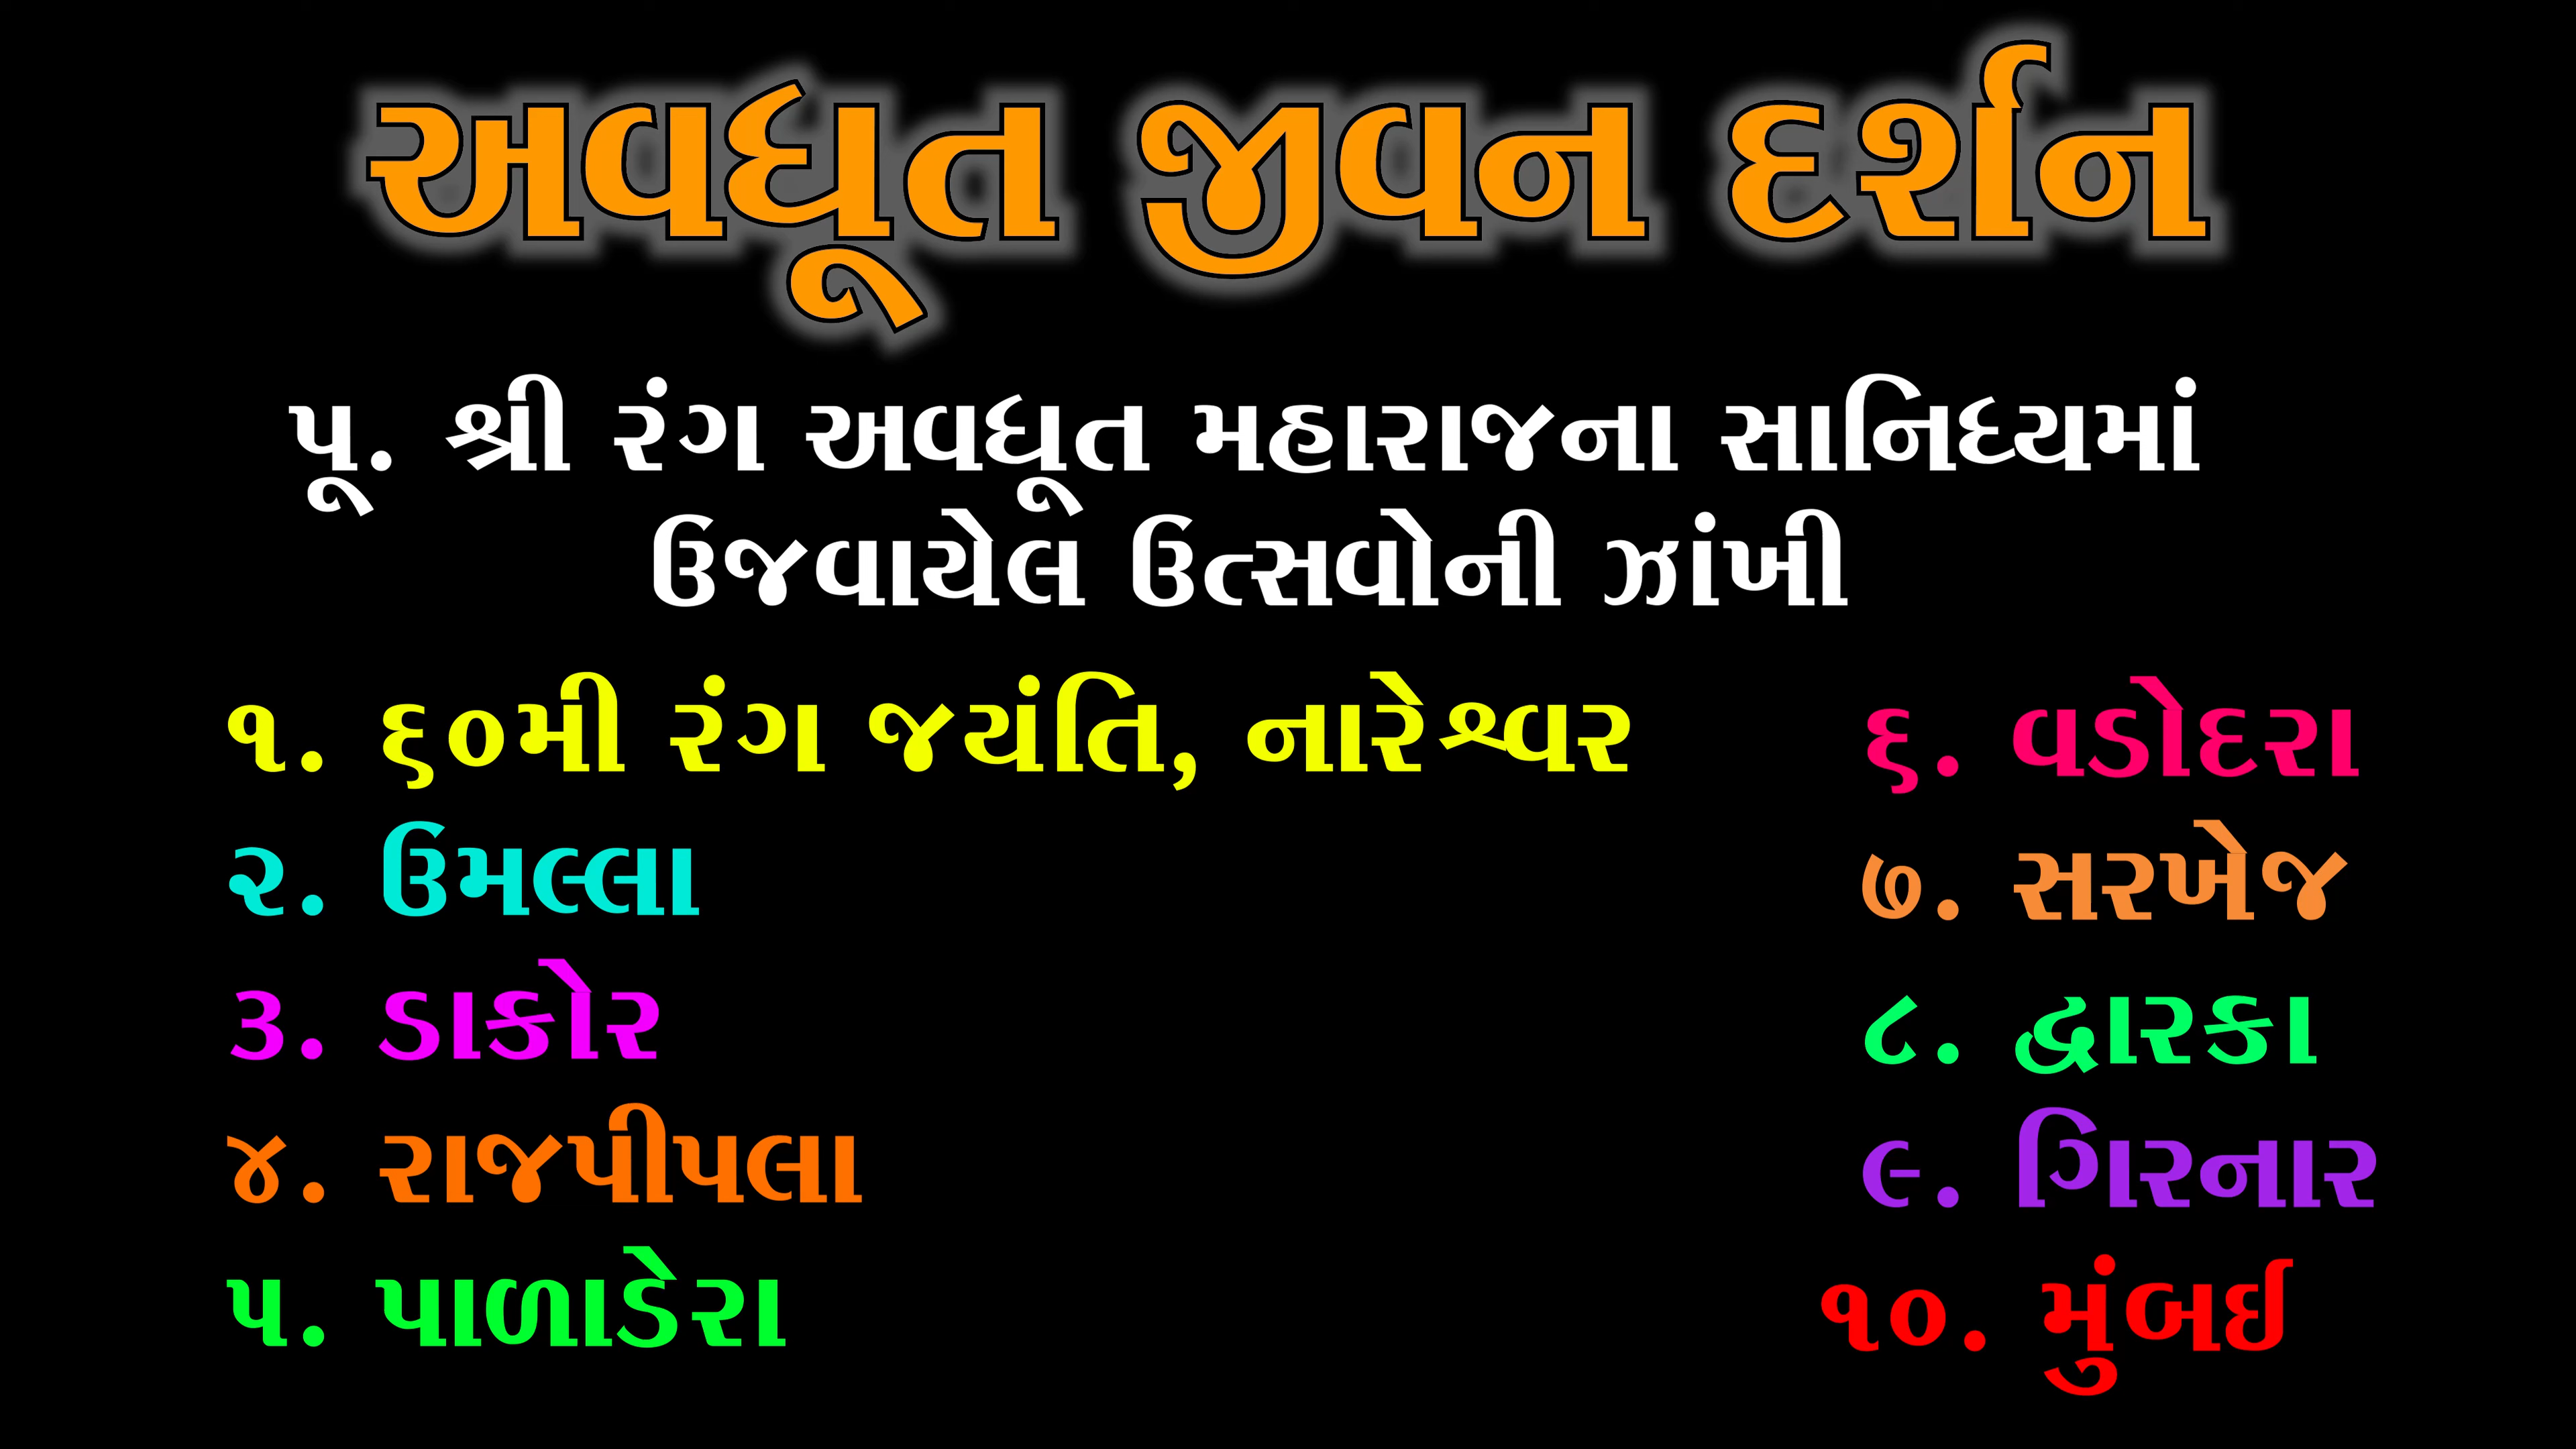 અવધૂત જીવન દર્શન
પૂ. શ્રી રંગ અવધૂત મહારાજના સાનિધ્યમાં
ઉજવાયેલ ઉત્સવોની ઝાંખી
૧. ૬૦મી રંગ જયંતિ, નારેશ્વર
૨. ઉમલ્લા
૩. ડાકોર
૪. રાજપીપલા
૫. પાળાડેરા
૬. વડોદરા
૭. સરખેજ
૮. દ્વારકા
૯. ગિરનાર
૧૦. મુંબઈ